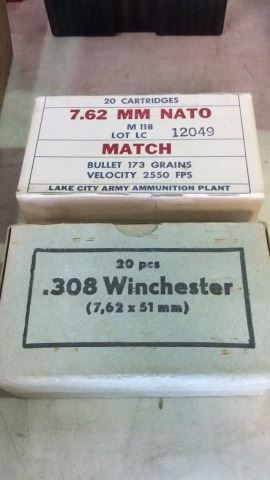 20 CARTRIDGES
7.62 MM NATO
M 118
LOT LC 12049
MATCH
BULLET 173 GRAINS
VELOCITY 2550 FPS
LAKE CITY ARMY AMMUNITION PLANT
20 pcs
.308 Winchester
(7,62 x 51 mm)